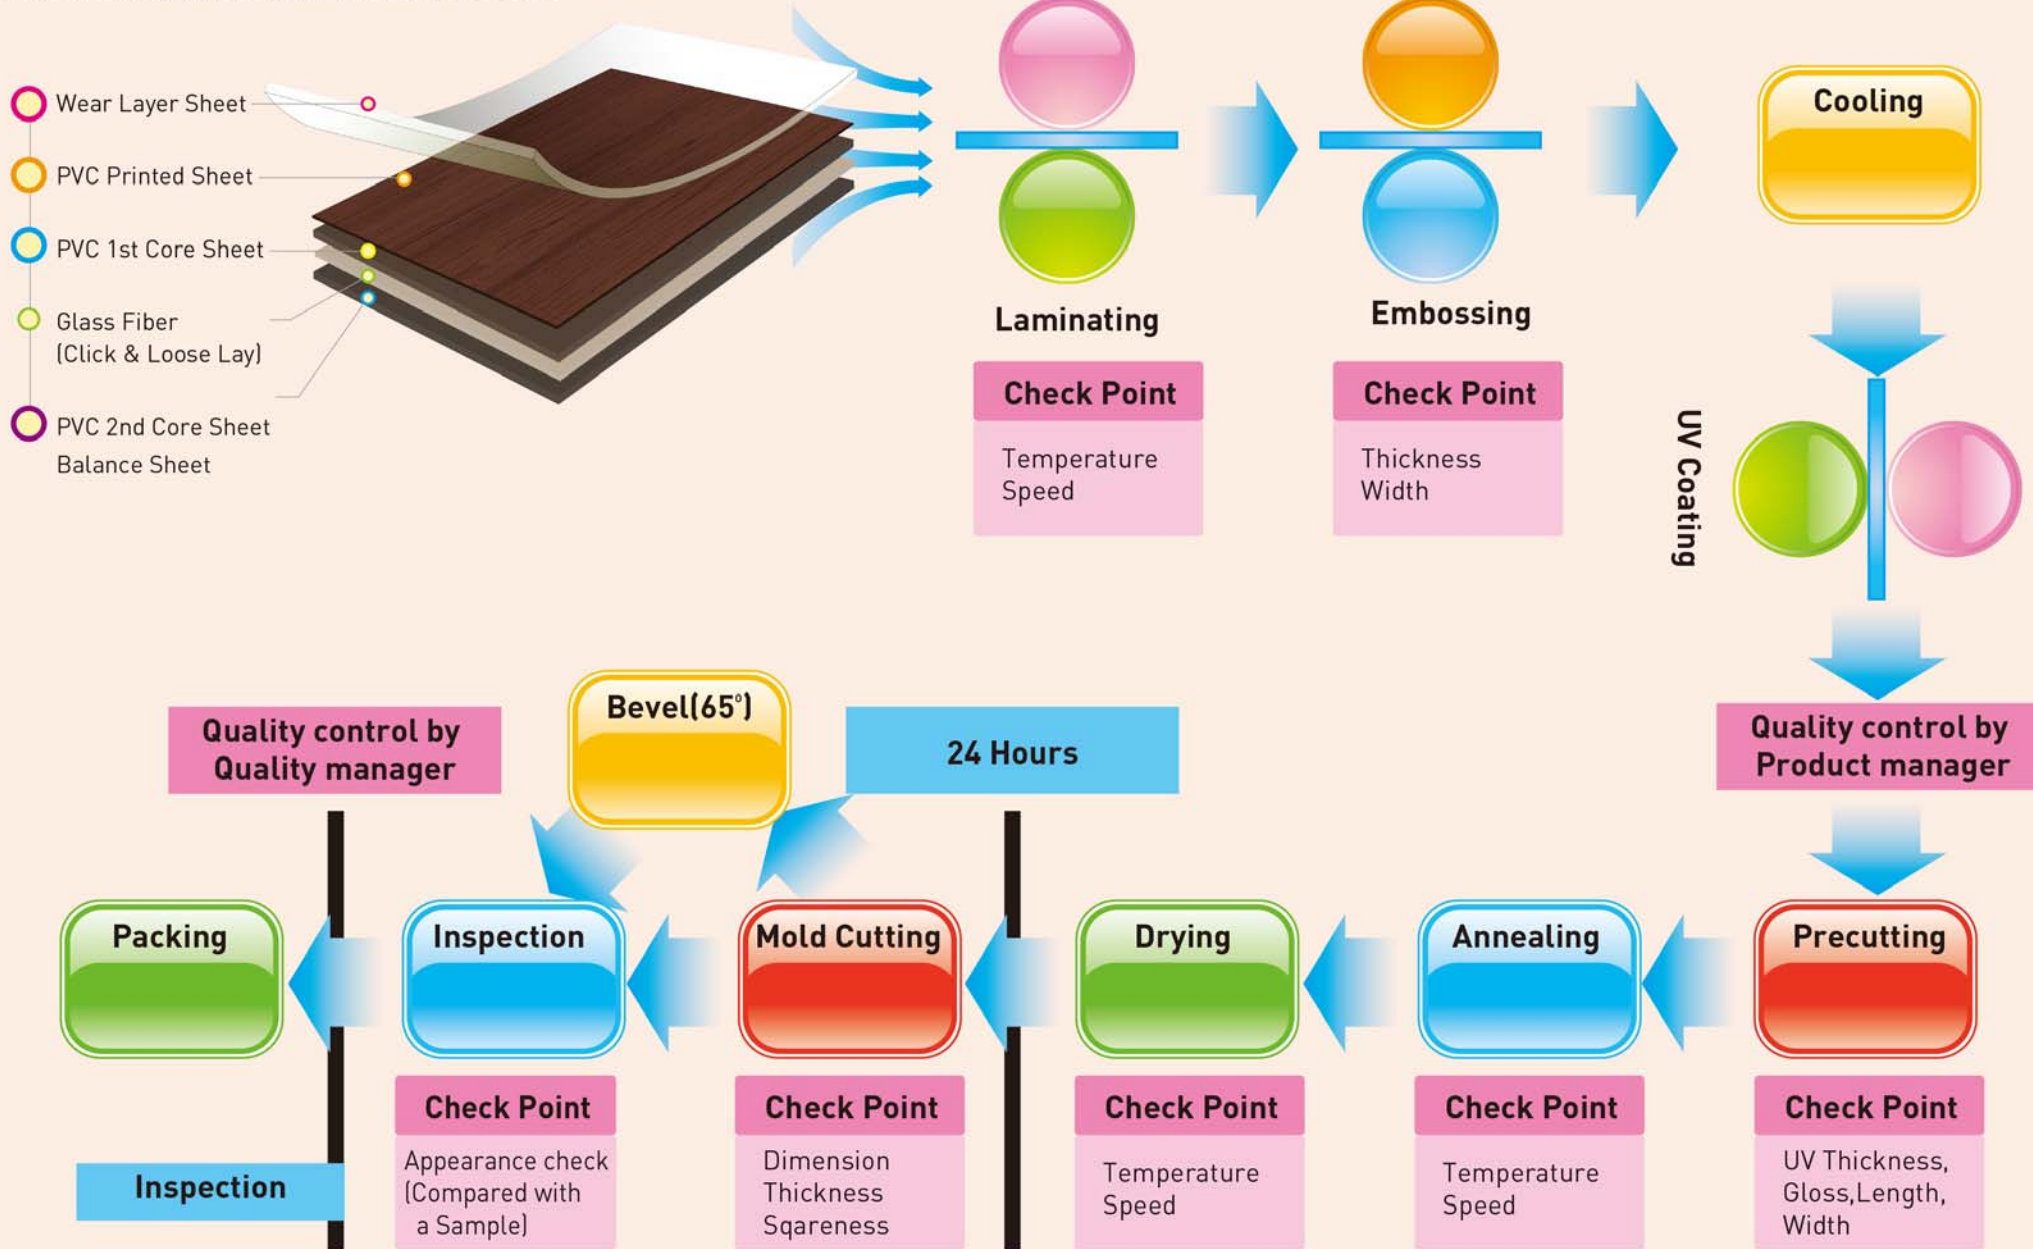 Wear Layer Sheet
PVC Printed Sheet
PVC 1st Core Sheet
Glass Fiber
(Click & Loose Lay)
PVC 2nd Core Sheet
Balance Sheet
Laminating
Check Point
Temperature
Speed
Embossing
Check Point
Thickness
Width
Cooling
UV Coating
Quality control by
Product manager
Precutting
Check Point
UV Thickness,
Gloss,Length,
Width
Annealing
Check Point
Temperature
Speed
Drying
Check Point
Temperature
Speed
24 Hours
Mold Cutting
Check Point
Dimension
Thickness
Sqareness
Bevel(65°)
Inspection
Check Point
Appearance check
(Compared with
a Sample)
Quality control by
Quality manager
Packing
Inspection